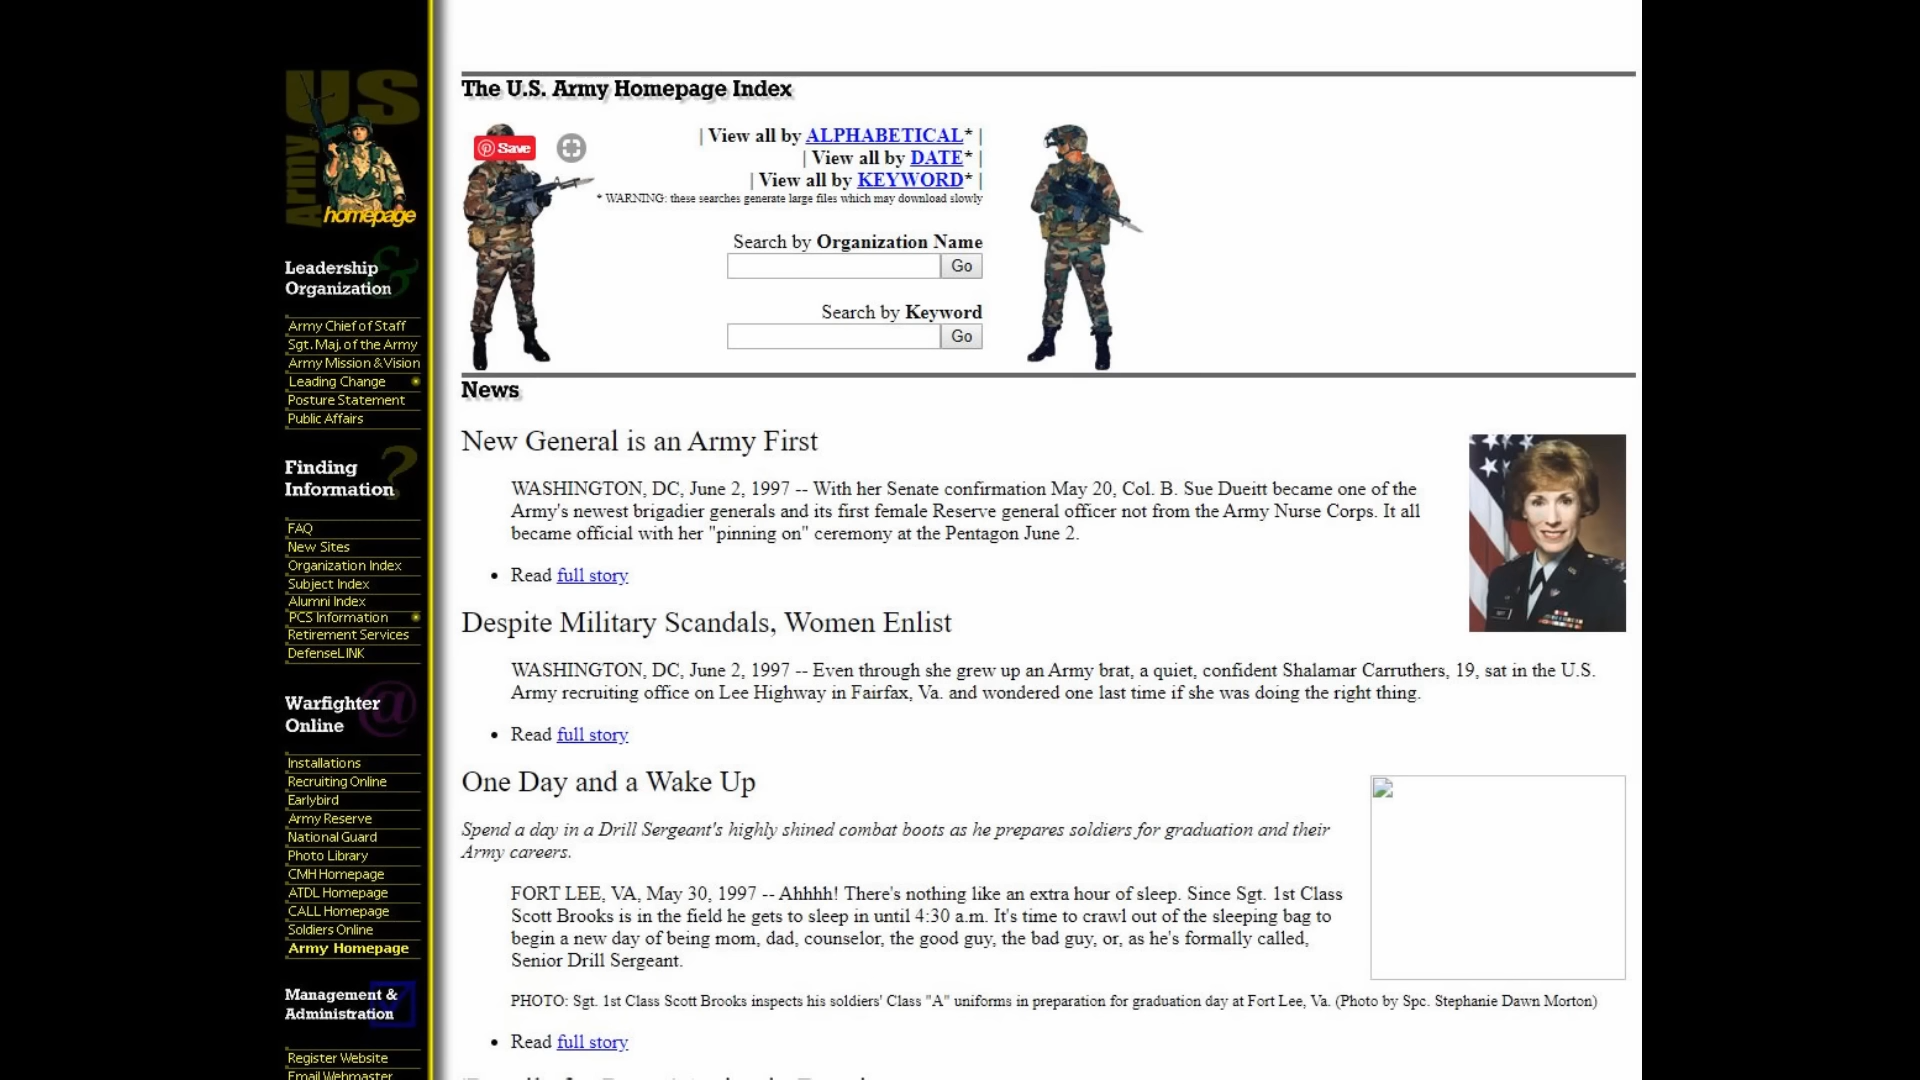 US
Army
homepage
Leadership
&
Organization
Army Chief of Staff
Sgt. Maj. of the Army
Army Mission & Vision
Leading Change
Posture Statement
Public Affairs
Finding
?
Information
FAQ
New Sites
Organization Index
Subject Index
Alumni Index
PCS Information
Retirement Services
DefenseLINK
Warfighter
@
Online
Installations
Recruiting Online
Earlybird
Army Reserve
National Guard
Photo Library
CMH Homepage
ATDL Homepage
CALL Homepage
Soldiers Online
Army Homepage
Management &
Administration
Register Website
Email Webmaster
The U.S. Army Homepage Index
Save
| View all by ALPHABETICAL* |
| View all by DATE* |
| View all by KEYWORD* |
* WARNING: these searches generate large files which may download slowly
Search by Organization Name
Go
Search by Keyword
Go
News
New General is an Army First
WASHINGTON, DC, June 2, 1997 -- With her Senate confirmation May 20, Col. B. Sue Dueitt became one of the
Army's newest brigadier generals and its first female Reserve general officer not from the Army Nurse Corps. It all
became official with her "pinning on" ceremony at the Pentagon June 2.
• Read full story
Despite Military Scandals, Women Enlist
WASHINGTON, DC, June 2, 1997 -- Even through she grew up an Army brat, a quiet, confident Shalamar Carruthers, 19, sat in the U.S.
Army recruiting office on Lee Highway in Fairfax, Va. and wondered one last time if she was doing the right thing.
• Read full story
One Day and a Wake Up
Spend a day in a Drill Sergeant's highly shined combat boots as he prepares soldiers for graduation and their
Army careers.
FORT LEE, VA, May 30, 1997 -- Ahhhh! There's nothing like an extra hour of sleep. Since Sgt. 1st Class
Scott Brooks is in the field he gets to sleep in until 4:30 a.m. It's time to crawl out of the sleeping bag to
begin a new day of being mom, dad, counselor, the good guy, the bad guy, or, as he's formally called,
Senior Drill Sergeant.
PHOTO: Sgt. 1st Class Scott Brooks inspects his soldiers' Class "A" uniforms in preparation for graduation day at Fort Lee, Va. (Photo by Spc. Stephanie Dawn Morton)
• Read full story